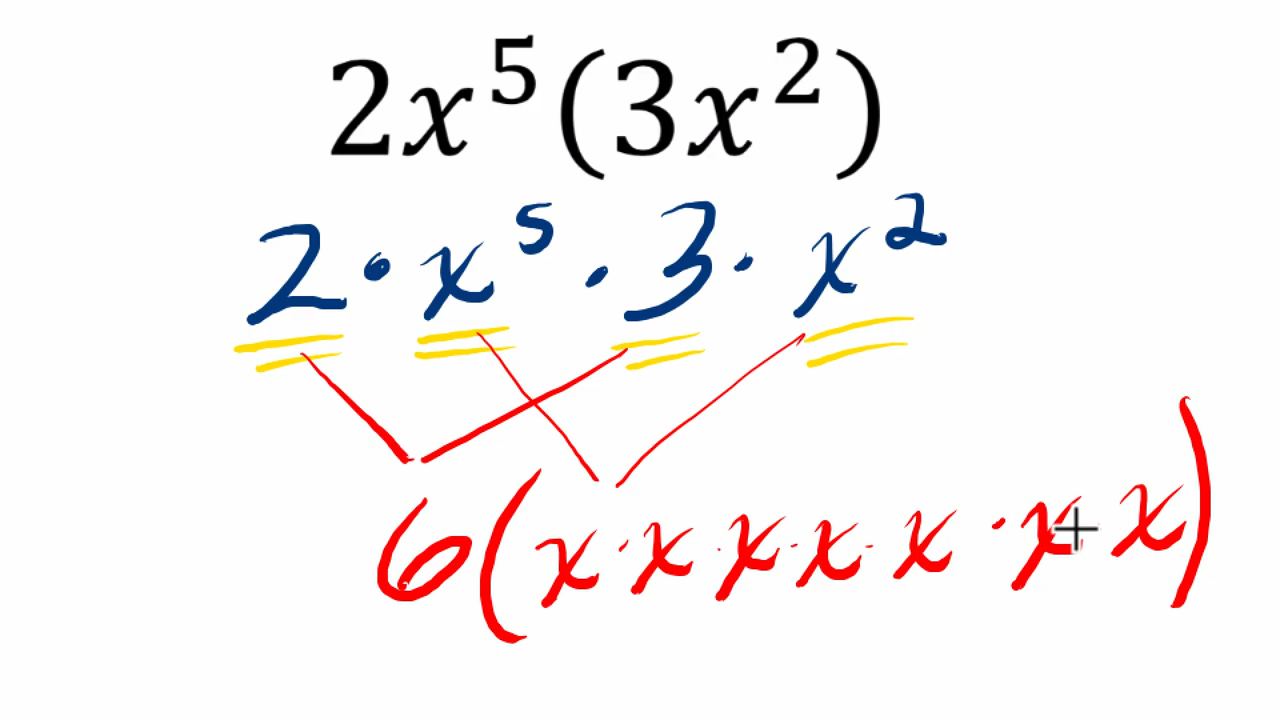 2x⁵(3x²)
2 · x⁵ · 3 · x²
6(x · x · x · x · x · x x)